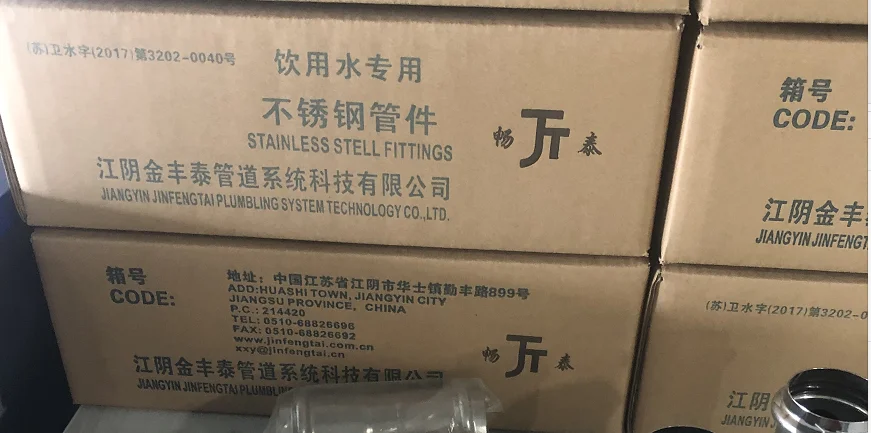 (苏)卫水字(2017)第3202-0040号
饮用水专用
不锈钢管件
STAINLESS STELL FITTINGS
畅 泰
江阴金丰泰管道系统科技有限公司
JIANGYIN JINFENGTAI PLUMBLING SYSTEM TECHNOLOGY CO.,LTD.
箱号
CODE:
江阴金丰
JIANGYIN JINFENGT
箱号
CODE:
地址：中国江苏省江阴市华士镇勤丰路899号
ADD:HUASHI TOWN, JIANGYIN CITY
JIANGSU PROVINCE, CHINA
P.C.: 214420
TEL: 0510-68826696
FAX: 0510-68826692
www.jinfengtai.com.cn
xxy@jinfengtai.cn
畅 泰
江阴金丰泰管道系统科技有限公司
JIANGYIN JINFENGTAI PLUMBLIN
(苏)卫水字(2017)第3202-0
江阴
JIANGYIN